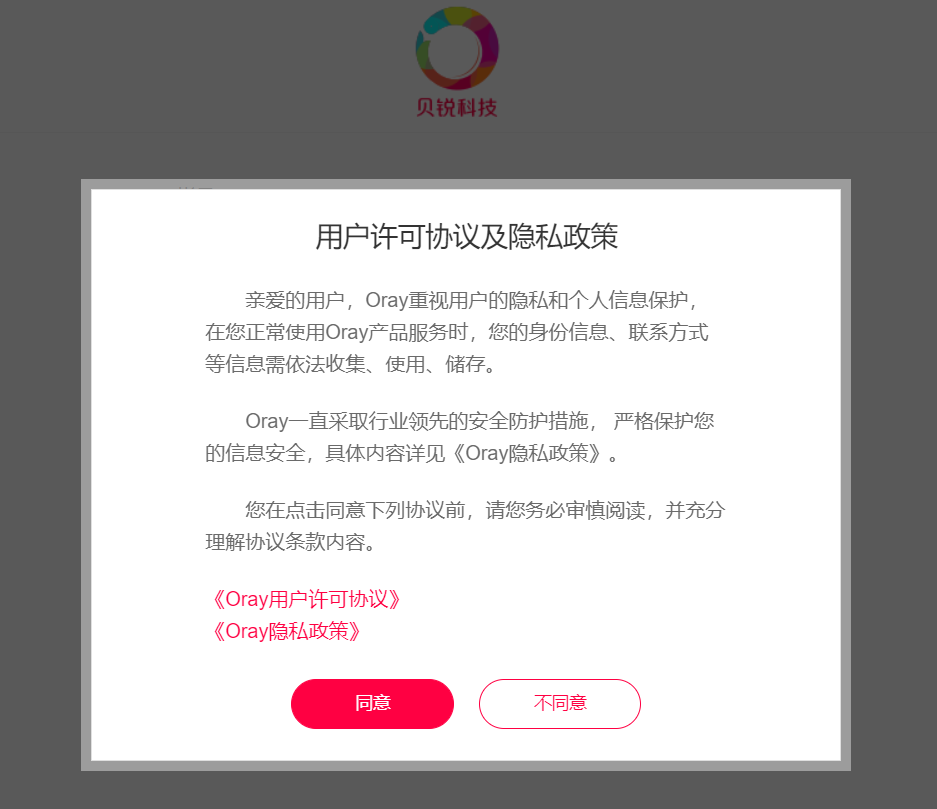 贝锐科技
用户许可协议及隐私政策
亲爱的用户，Oray重视用户的隐私和个人信息保护，
在您正常使用Oray产品服务时，您的身份信息、联系方式
等信息需依法收集、使用、储存。
Oray一直采取行业领先的安全防护措施， 严格保护您
的信息安全，具体内容详见《Oray隐私政策》。
您在点击同意下列协议前，请您务必审慎阅读，并充分
理解协议条款内容。
《Oray用户许可协议》
《Oray隐私政策》
同意
不同意